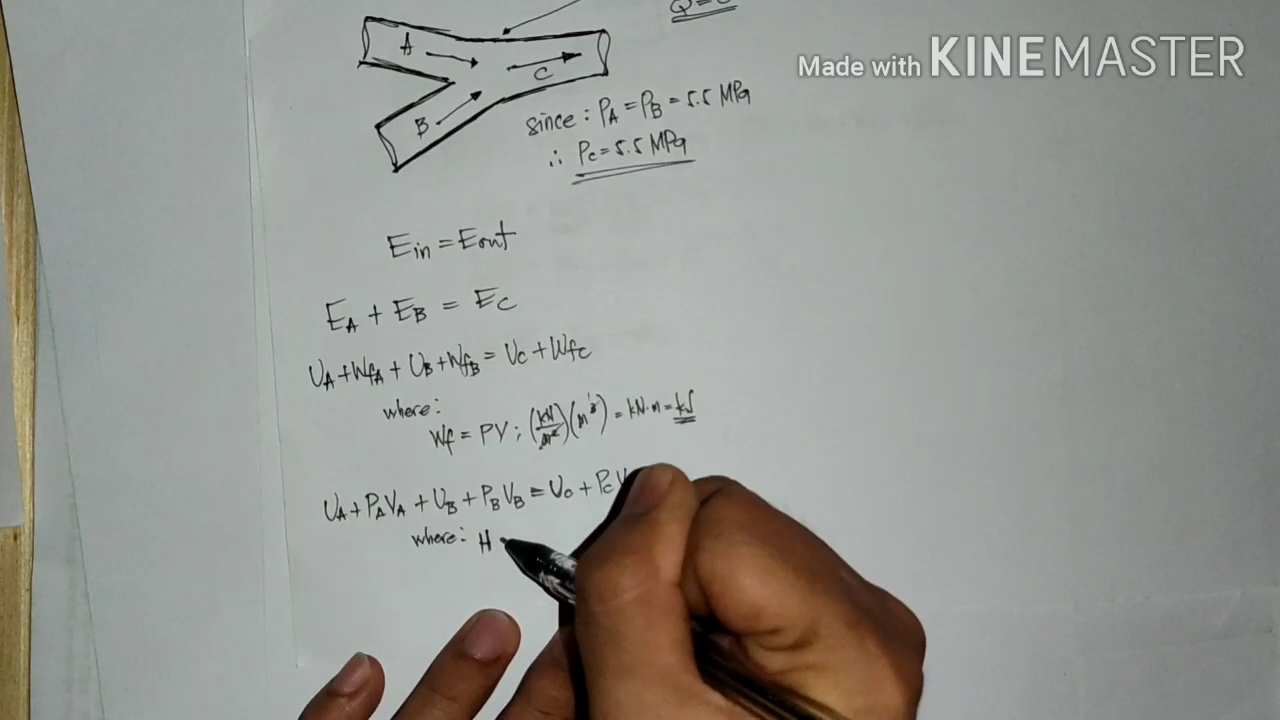 Made with KINEMASTER
A
C
B
since: PA = PB = 5.5 MPa
∴ PC = 5.5 MPa
Ein = Eout
EA + EB = EC
UA + WfA + UB + WfB = UC + WfC
where:
Wf = PV ; (kN/m²)(m³) = kN·m = kJ
UA + PAVA + UB + PBVB = UC + PCV
where: H